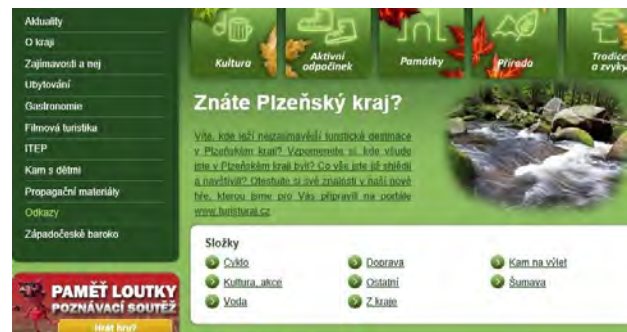 Aktuality
O kraji
Zajímavosti a nej
Ubytování
Gastronomie
Filmová turistika
ITEP
Kam s dětmi
Propagační materiály
Odkazy
Západočeské baroko
PAMĚŤ LOUTKY
POZNÁVACÍ SOUTĚŽ
Hrát hru?
Kultura
Aktivní
odpočinek
Památky
Příroda
Tradice
a zvyky
Znáte Plzeňský kraj?
Víte, kde leží nejzajímavější turistické destinace
v Plzeňském kraji? Vzpomenete si, kde všude
jste v Plzeňském kraji byli? Co vše jste již shlédli
a navštívili? Otestujte si své znalosti v naší nové
hře, kterou jsme pro Vás připravili na portále
www.turisturaj.cz
Složky
Cyklo
Doprava
Kam na výlet
Kultura, akce
Ostatní
Šumava
Voda
Z kraje